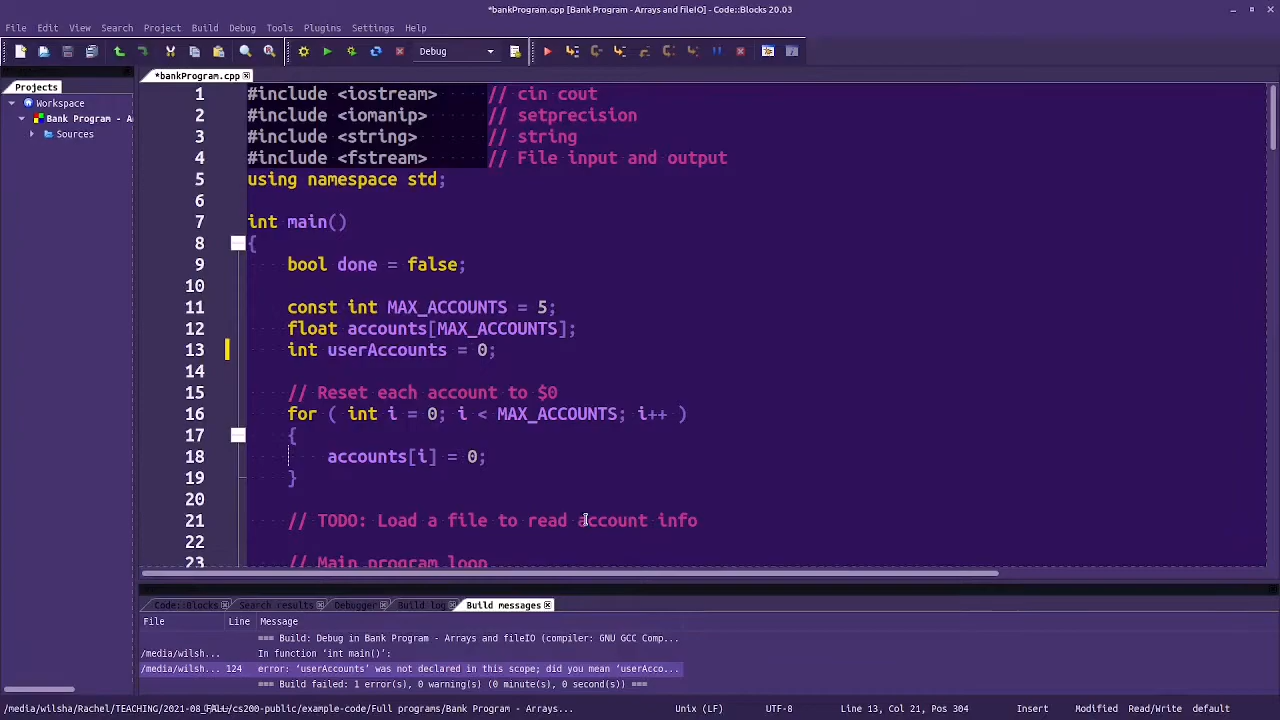 *bankProgram.cpp [Bank Program - Arrays and fileIO] - Code::Blocks 20.03
File Edit View Search Project Build Debug Tools Plugins Settings Help
Debug
Projects
Workspace
Bank Program - A
Sources
*bankProgram.cpp
1 #include <iostream> // cin cout
2 #include <iomanip> // setprecision
3 #include <string> // string
4 #include <fstream> // File input and output
5 using namespace std;
6
7 int main()
8 {
9 bool done = false;
10
11 const int MAX_ACCOUNTS = 5;
12 float accounts[MAX_ACCOUNTS];
13 int userAccounts = 0;
14
15 // Reset each account to $0
16 for ( int i = 0; i < MAX_ACCOUNTS; i++ )
17 {
18 accounts[i] = 0;
19 }
20
21 // TODO: Load a file to read account info
22
23 // Main program loop
Code::Blocks Search results Debugger Build log Build messages
File Line Message
=== Build: Debug in Bank Program - Arrays and fileIO (compiler: GNU GCC Comp...
/media/wilsh... In function ‘int main()’:
/media/wilsh... 124 error: ‘userAccounts’ was not declared in this scope; did you mean ‘userAcco...
=== Build failed: 1 error(s), 0 warning(s) (0 minute(s), 0 second(s)) ===
/media/wilsha/Rachel/TEACHING/2021-08_FALL/cs200-public/example-code/Full programs/Bank Program - Arrays... Unix (LF) UTF-8 Line 13, Col 21, Pos 304 Insert Modified Read/Write default